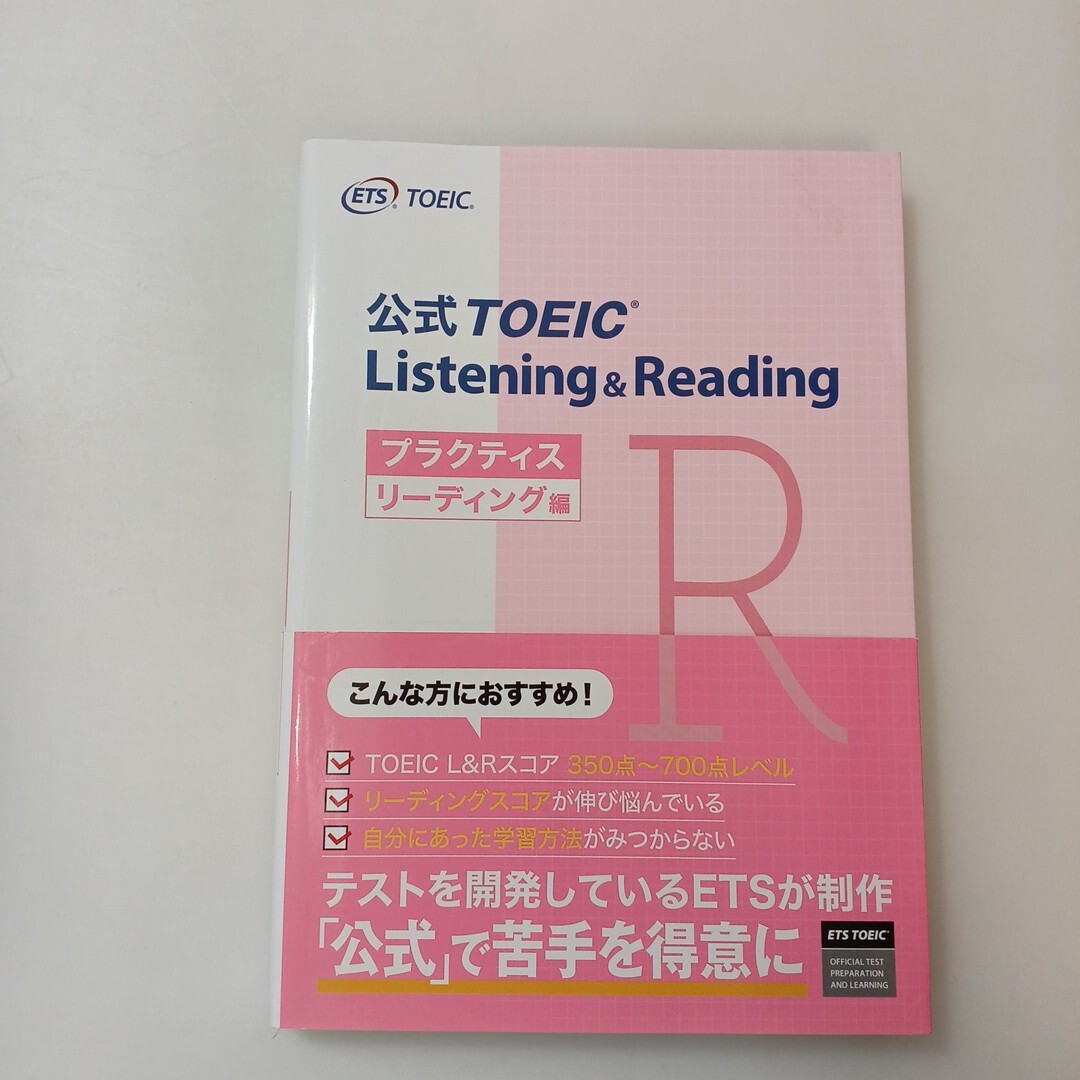 ETS® TOEIC®
公式 TOEIC®
Listening & Reading
プラクティス
リーディング編
R
こんな方におすすめ!
TOEIC L&Rスコア 350点〜700点レベル
リーディングスコアが伸び悩んでいる
自分にあった学習方法がみつからない
テストを開発しているETSが制作
「公式」で苦手を得意に
ETS TOEIC®
OFFICIAL TEST
PREPARATION
AND LEARNING